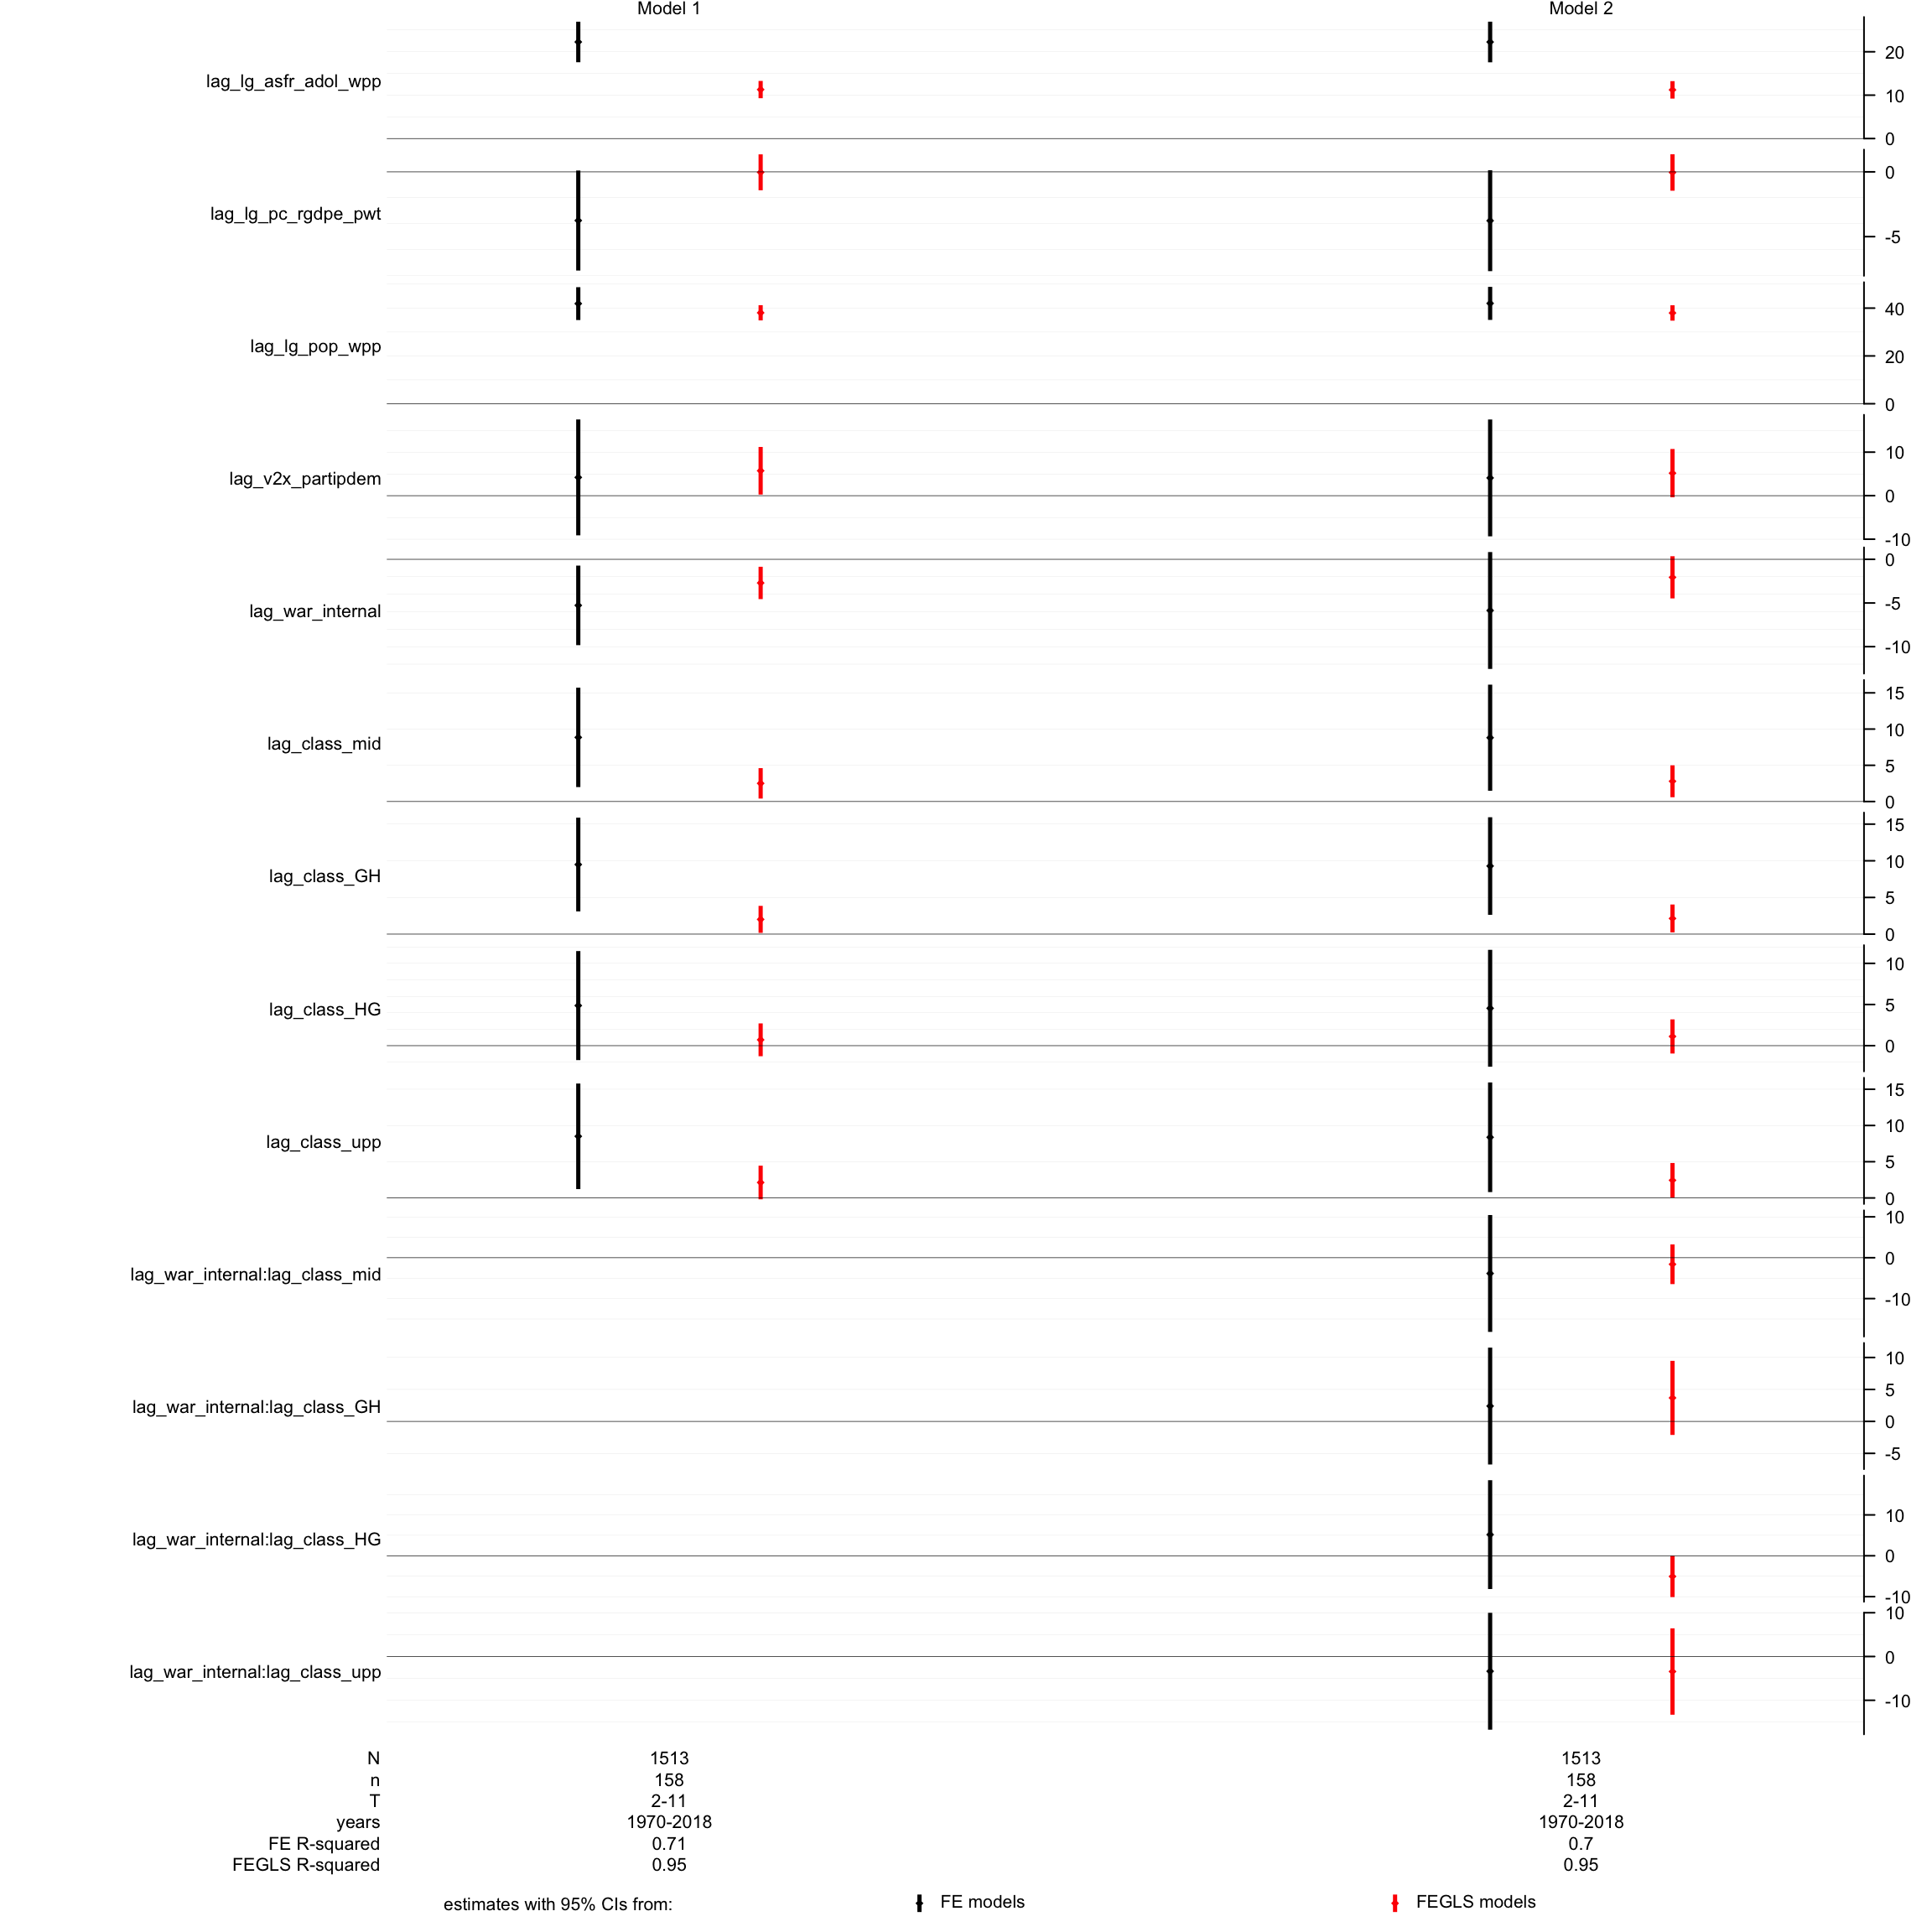 Model 1 Model 2
20
lag_lg_asfr_adol_wpp
10
0
0
lag_lg_pc_rgdpe_pwt
-5
40
lag_lg_pop_wpp
20
0
10
lag_v2x_partipdem
0
-10
0
-5
lag_war_internal
-10
15
10
lag_class_mid
5
0
15
10
lag_class_GH
5
0
10
lag_class_HG
5
0
15
10
lag_class_upp
5
0
10
0
lag_war_internal:lag_class_mid
-10
10
5
lag_war_internal:lag_class_GH
0
-5
10
lag_war_internal:lag_class_HG
0
-10
10
0
lag_war_internal:lag_class_upp
-10
N 1513 1513
n 158 158
T 2-11 2-11
years 1970-2018 1970-2018
FE R-squared 0.71 0.7
FEGLS R-squared 0.95 0.95
estimates with 95% CIs from: FE models FEGLS models